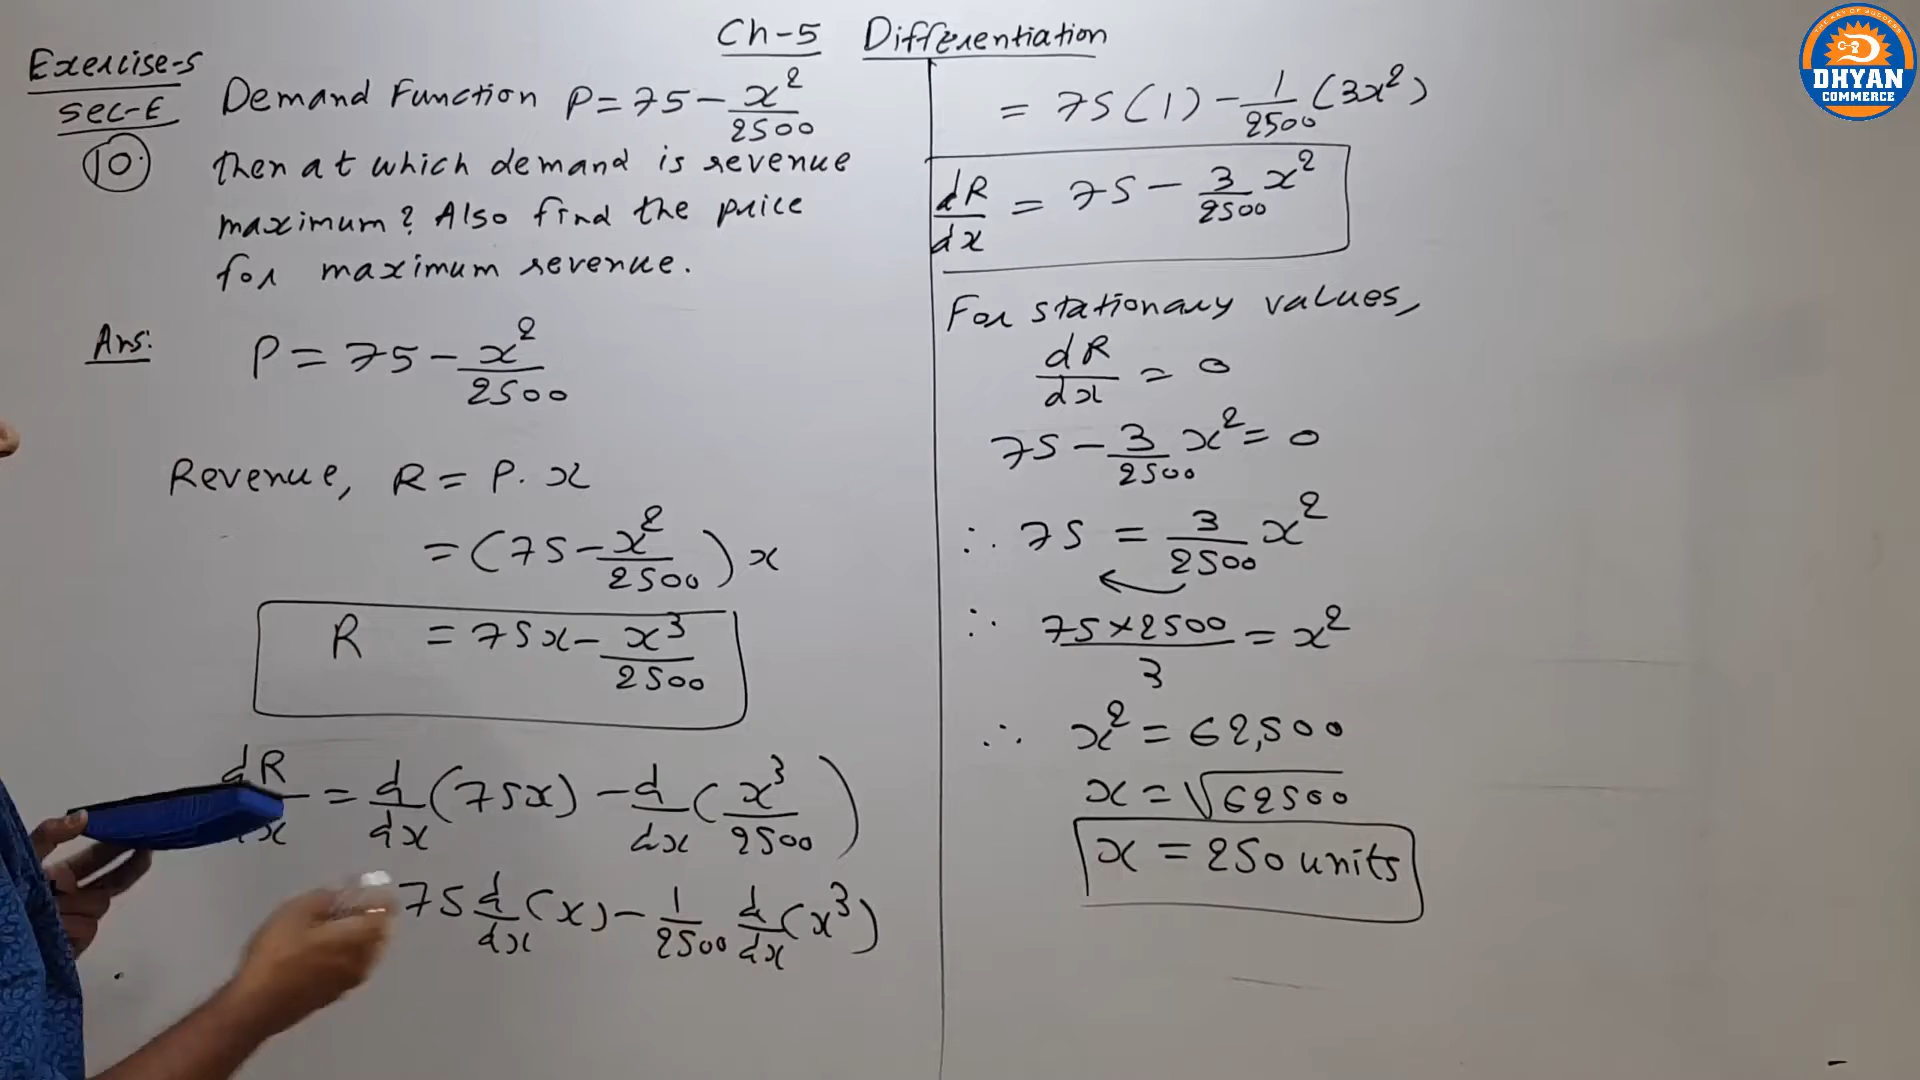 Ch-5 Differentiation
Exercise-5
Sec-E
10.
Demand Function P = 75 - x²/2500
then at which demand is revenue
maximum? Also find the price
for maximum revenue.
Ans:
P = 75 - x²/2500
Revenue, R = P. x
= (75 - x²/2500) x
R = 75x - x³/2500
dR/dx = d/dx (75x) - d/dx (x³/2500)
75 d/dx (x) - 1/2500 d/dx (x³)
= 75 (1) - 1/2500 (3x²)
dR/dx = 75 - 3/2500 x²
For stationary values,
dR/dx = 0
75 - 3/2500 x² = 0
∴ 75 = 3/2500 x²
∴ 75×2500/3 = x²
∴ x² = 62,500
x = √62500
x = 250 units
DHYAN
COMMERCE